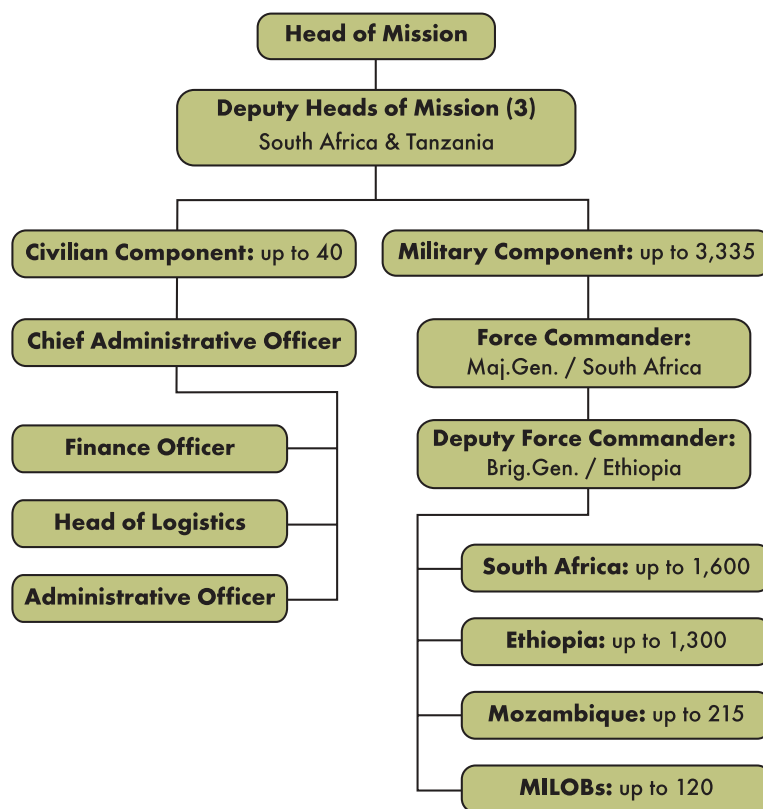 Head of Mission
Deputy Heads of Mission (3)
South Africa & Tanzania
Civilian Component: up to 40
Chief Administrative Officer
Finance Officer
Head of Logistics
Administrative Officer
Military Component: up to 3,335
Force Commander:
Maj.Gen. / South Africa
Deputy Force Commander:
Brig.Gen. / Ethiopia
South Africa: up to 1,600
Ethiopia: up to 1,300
Mozambique: up to 215
MILOBs: up to 120